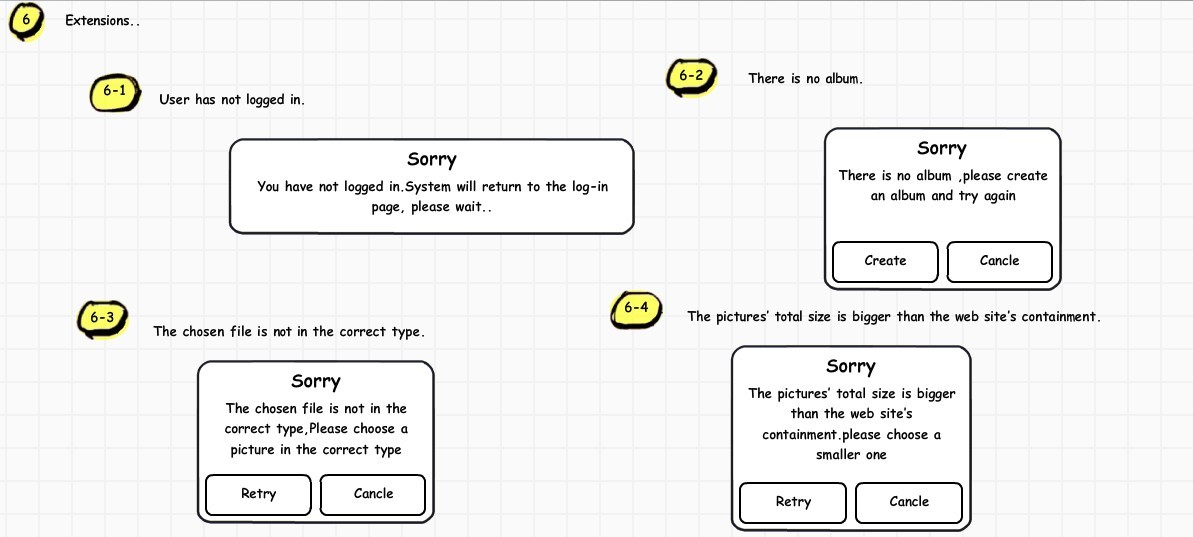 6
Extensions..
6-1
User has not logged in.
Sorry
You have not logged in.System will return to the log-in
page, please wait..
6-2
There is no album.
Sorry
There is no album ,please create
an album and try again
Create
Cancle
6-3
The chosen file is not in the correct type.
Sorry
The chosen file is not in the
correct type,Please choose a
picture in the correct type
Retry
Cancle
6-4
The pictures' total size is bigger than the web site's containment.
Sorry
The pictures' total size is bigger
than the web site's
containment.please choose a
smaller one
Retry
Cancle